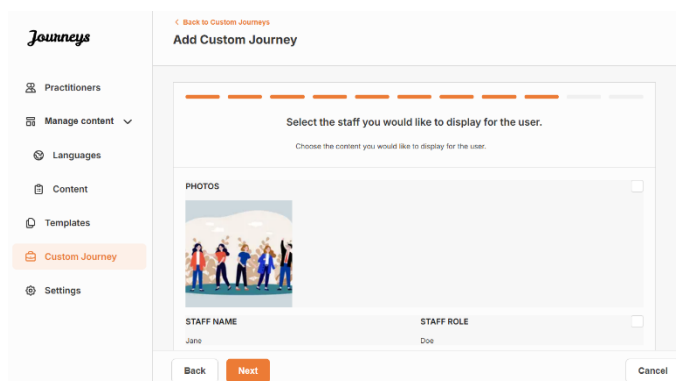 Journeys
Practitioners
Manage content
Languages
Content
Templates
Custom Journey
Settings
Back to Custom Journeys
Add Custom Journey
Select the staff you would like to display for the user.
Choose the content you would like to display for the user.
PHOTOS
STAFF NAME STAFF ROLE
Jane Doe
Back Next Cancel